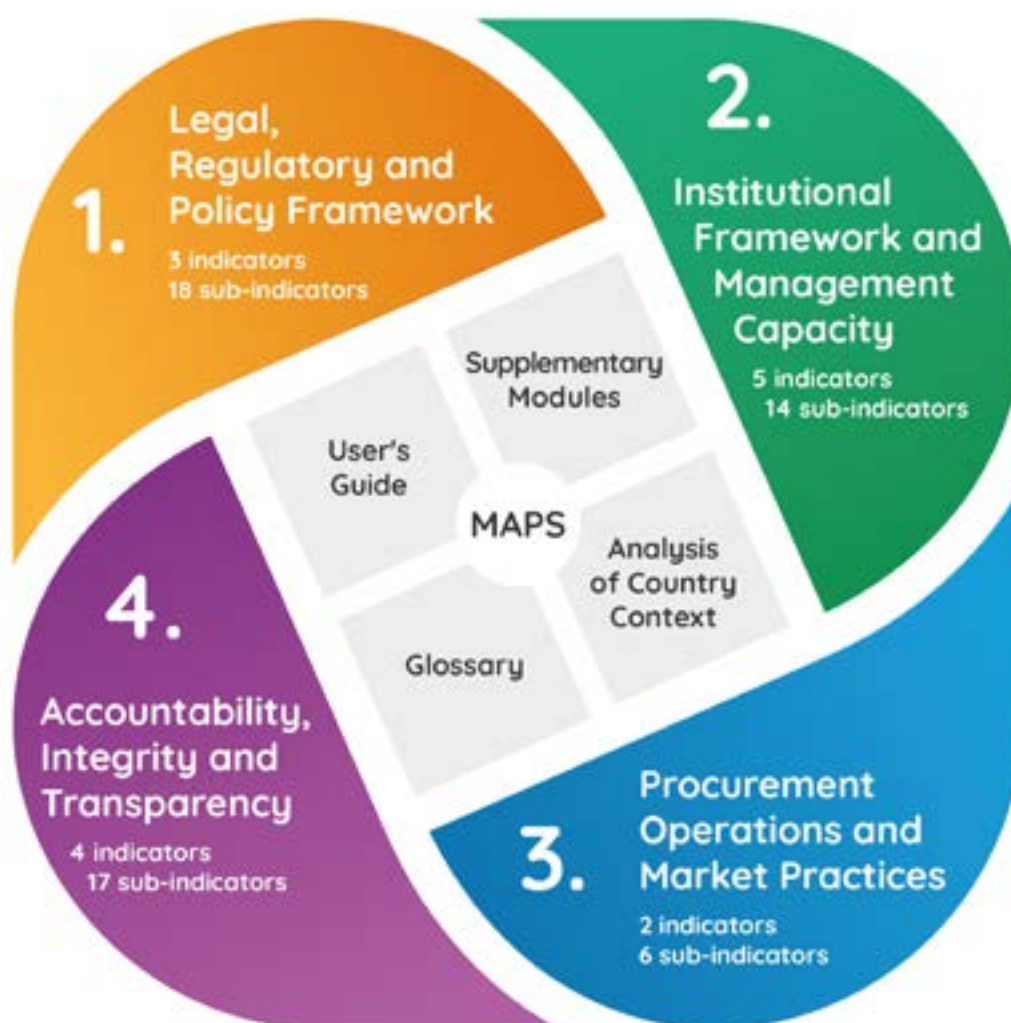 1.
Legal,
Regulatory and
Policy Framework
3 indicators
18 sub-indicators
2.
Institutional
Framework and
Management
Capacity
5 indicators
14 sub-indicators
User's
Guide
Supplementary
Modules
MAPS
Analysis
of Country
Context
Glossary
4.
Accountability,
Integrity and
Transparency
4 indicators
17 sub-indicators
3.
Procurement
Operations and
Market Practices
2 indicators
6 sub-indicators